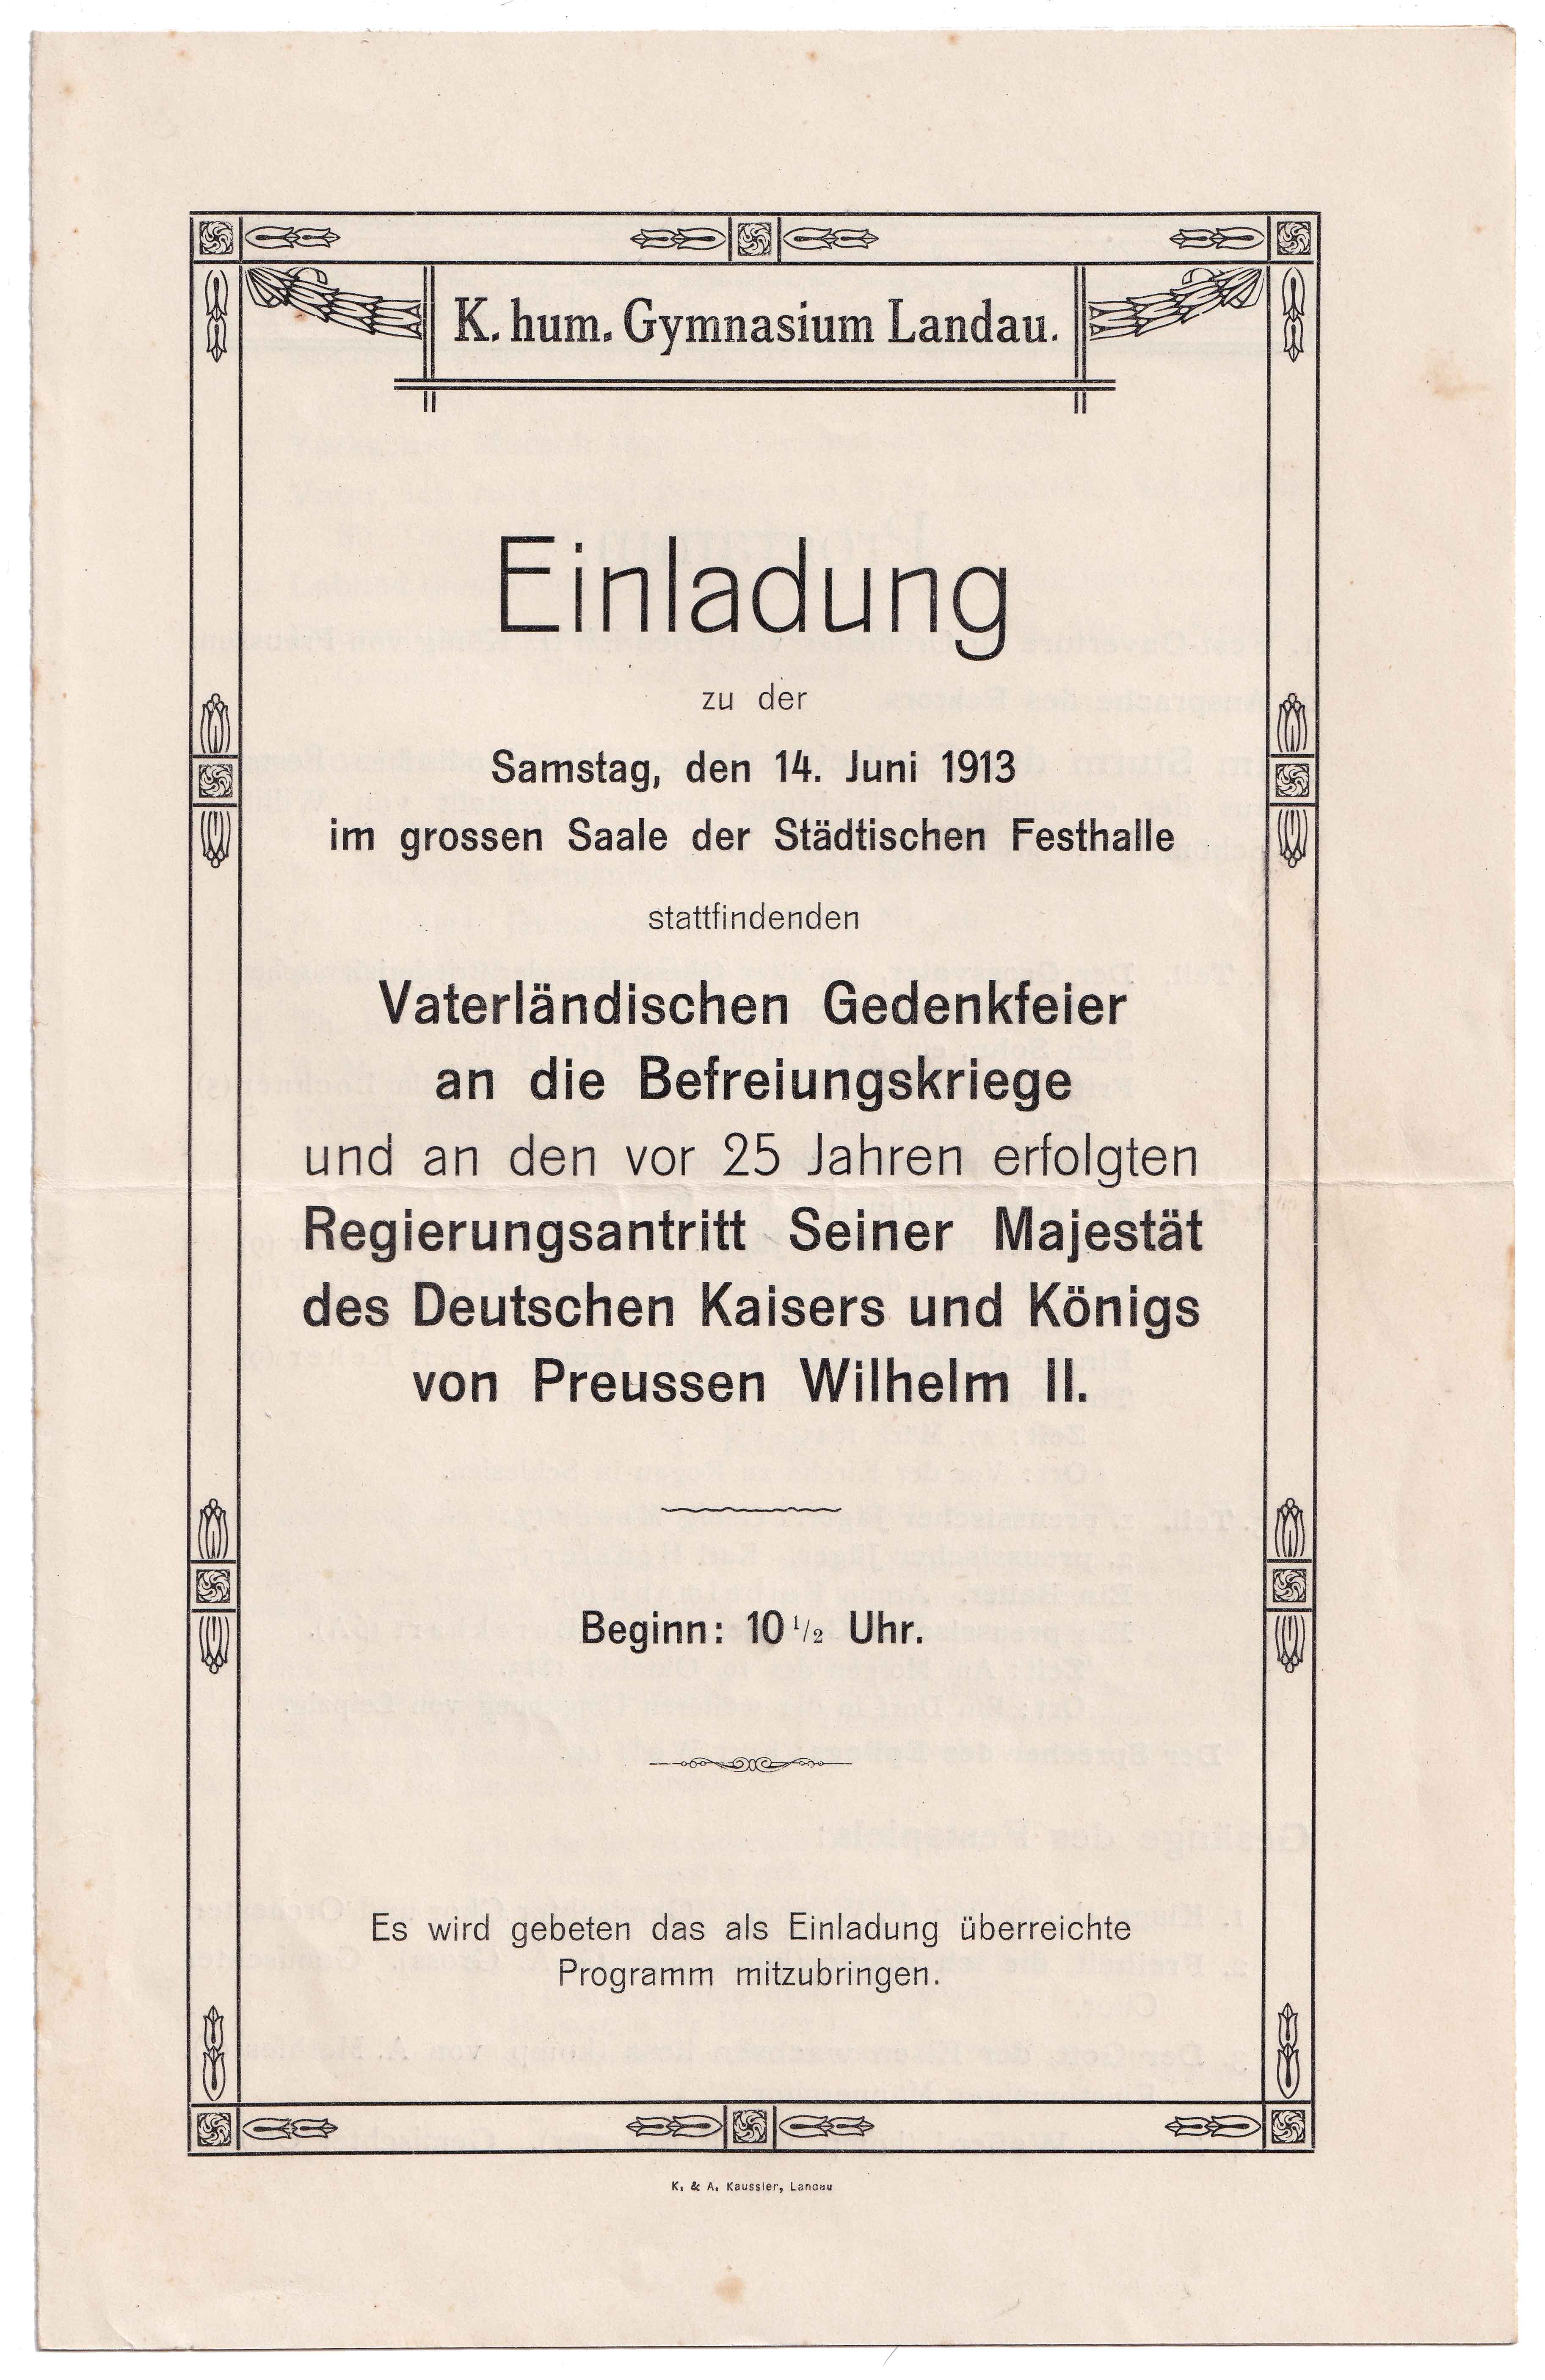 K. hum. Gymnasium Landau.
Einladung
zu der
Samstag, den 14. Juni 1913
im grossen Saale der Städtischen Festhalle
stattfindenden
Vaterländischen Gedenkfeier
an die Befreiungskriege
und an den vor 25 Jahren erfolgten
Regierungsantritt Seiner Majestät
des Deutschen Kaisers und Königs
von Preussen Wilhelm II.
Beginn: 10 1/2 Uhr.
Es wird gebeten das als Einladung überreichte
Programm mitzubringen.
K. & A. Kaussler, Landau